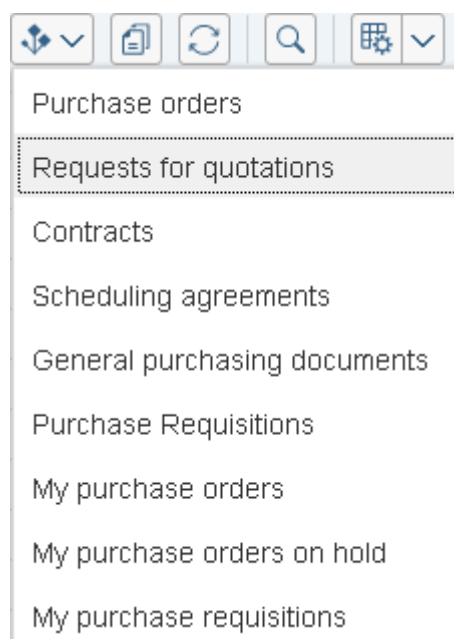 Purchase orders
Requests for quotations
Contracts
Scheduling agreements
General purchasing documents
Purchase Requisitions
My purchase orders
My purchase orders on hold
My purchase requisitions